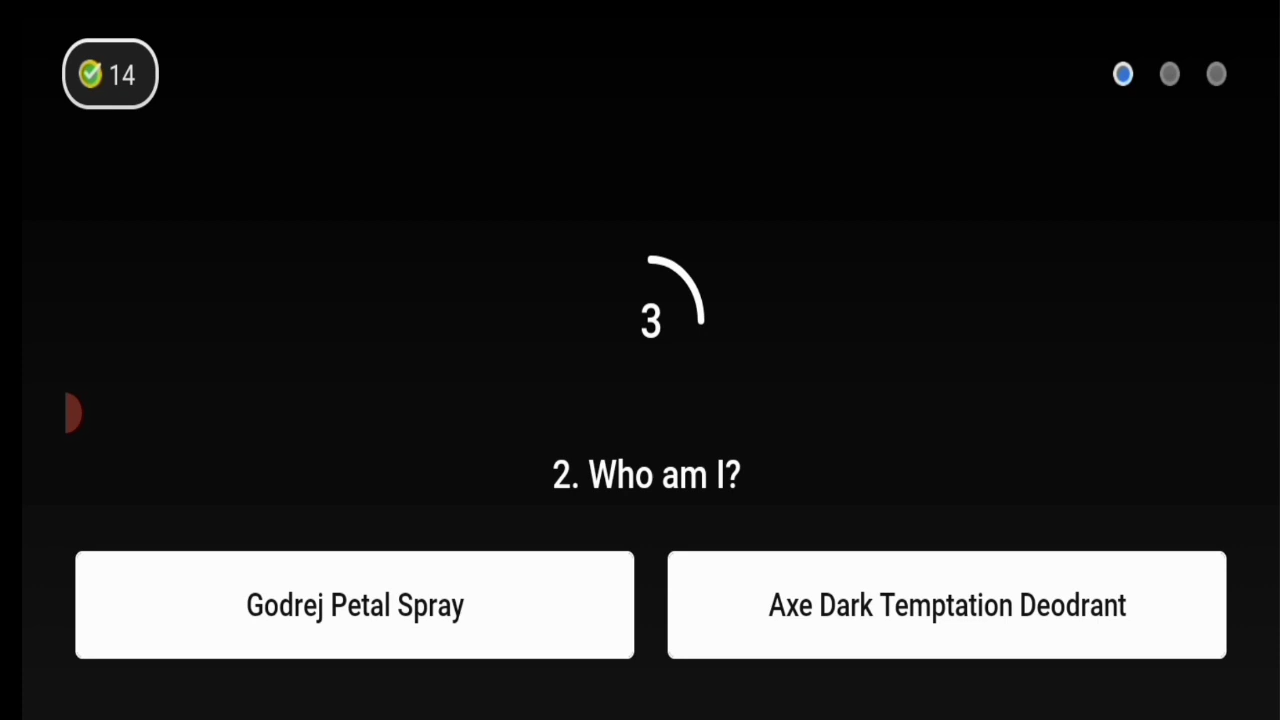 14
3
2. Who am I?
Godrej Petal Spray
Axe Dark Temptation Deodrant